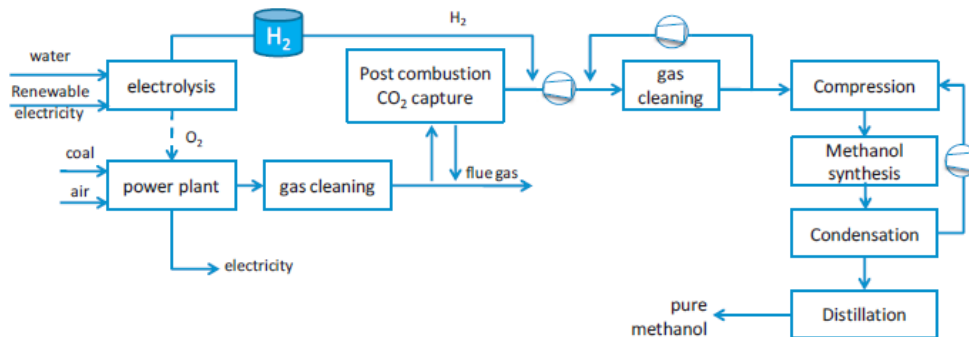 H₂
H₂
water
electrolysis
Renewable
electricity
O₂
Post combustion
CO₂ capture
gas
cleaning
Compression
coal
air
power plant
gas cleaning
flue gas
Methanol
synthesis
Condensation
electricity
Distillation
pure
methanol